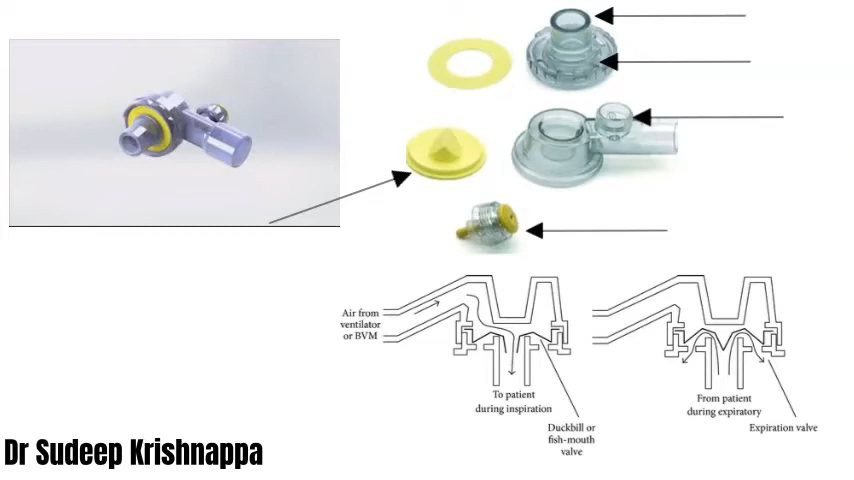 Air from
ventilator
or BVM
To patient
during inspiration
Duckbill or
fish-mouth
valve
From patient
during expiratory
Expiration valve
Dr Sudeep Krishnappa